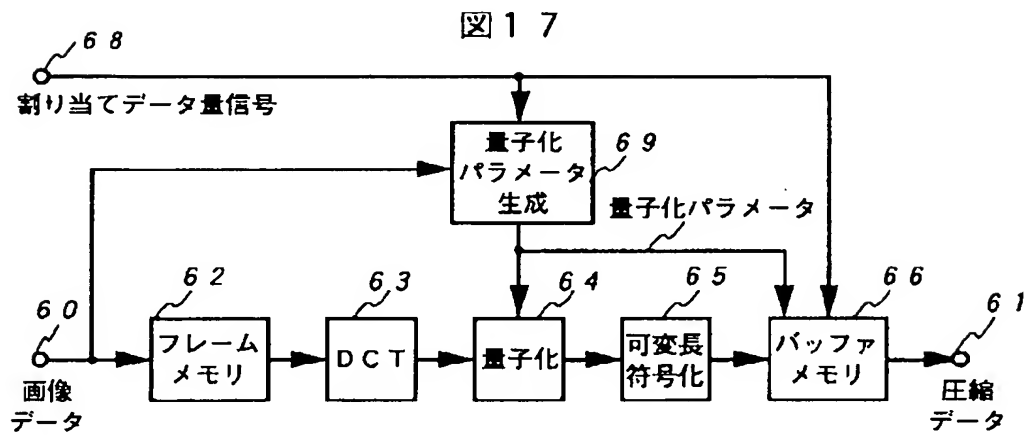 図17
68
割り当てデータ量信号
量子化
パラメータ
生成
69
量子化パラメータ
60
画像
データ
62
フレーム
メモリ
63
DCT
64
量子化
65
可変長
符号化
66
バッファ
メモリ
61
圧縮
データ